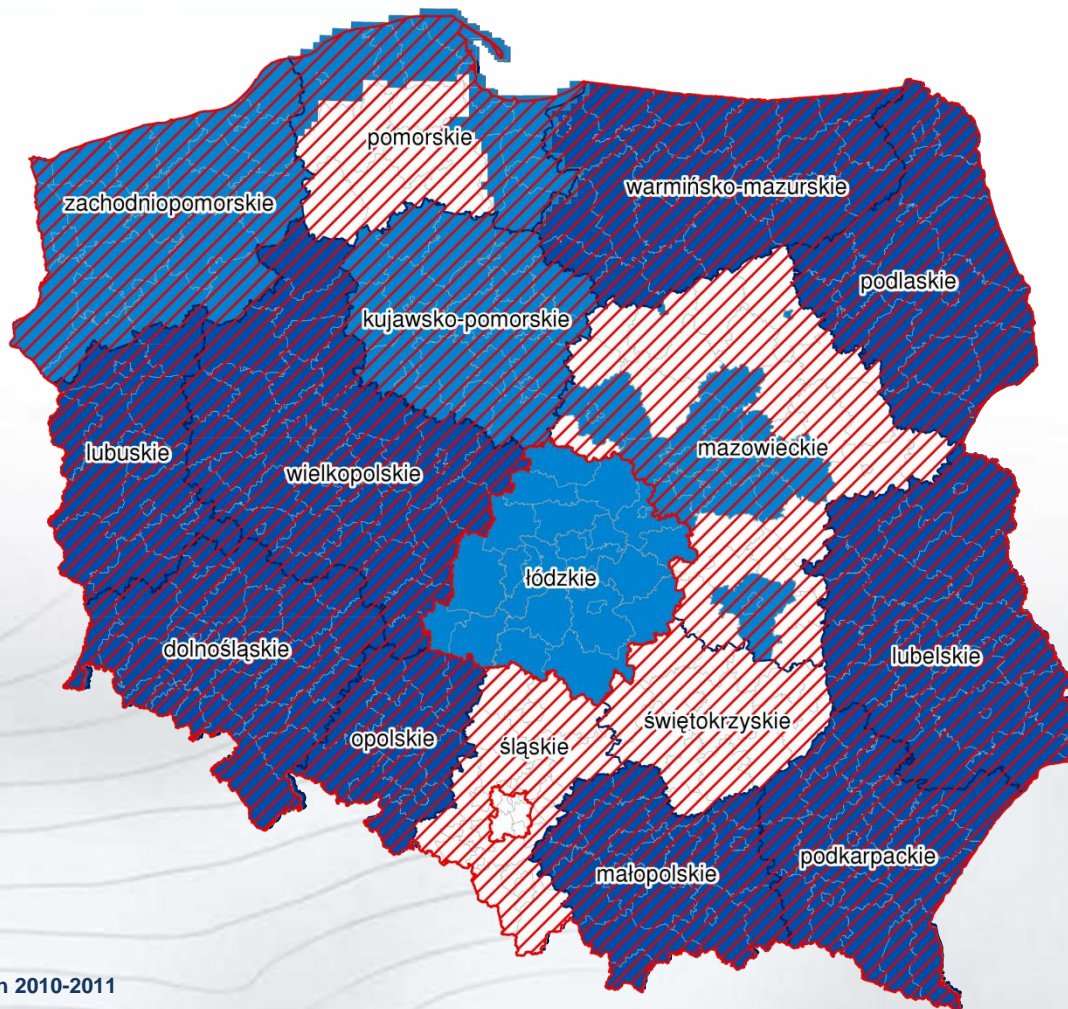 pomorskie
warmińsko-mazurskie
zachodniopomorskie
podlaskie
kujawsko-pomorskie
mazowieckie
lubuskie
wielkopolskie
łódzkie
dolnośląskie
lubelskie
opolskie
śląskie
świętokrzyskie
małopolskie
podkarpackie
2010-2011